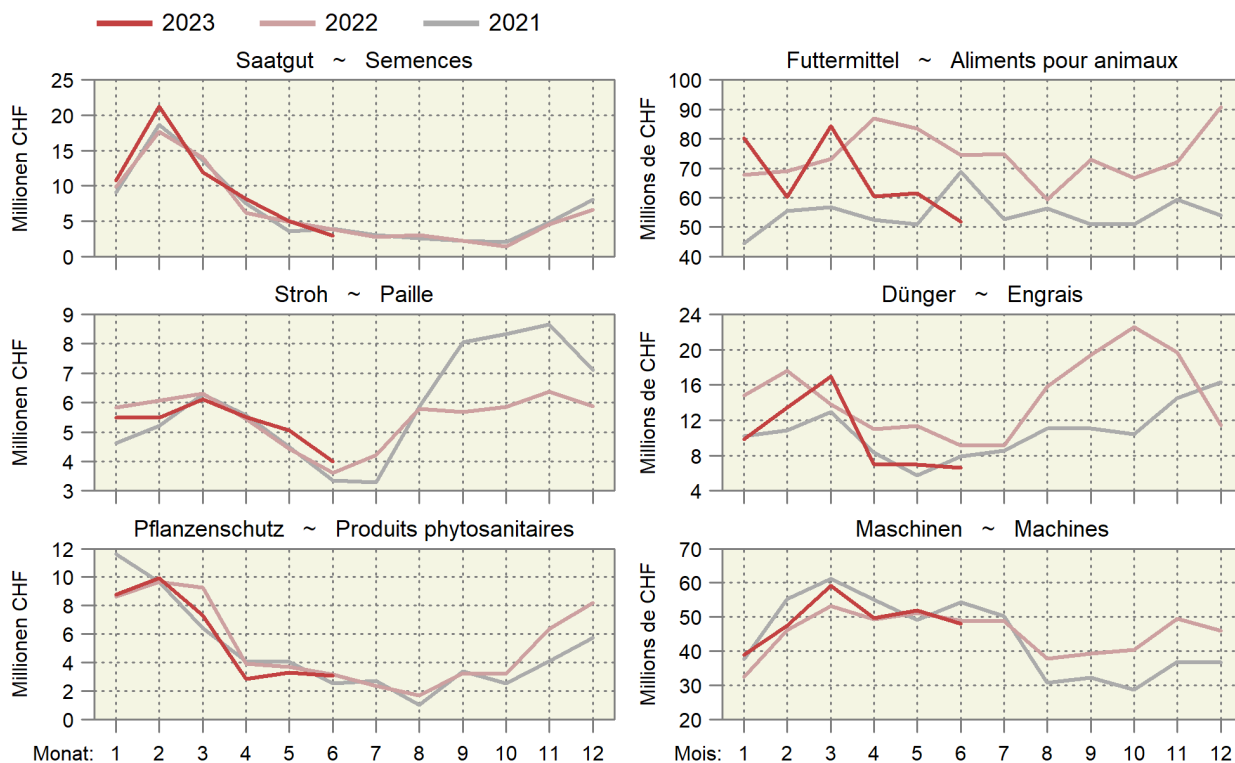 2023 2022 2021
Saatgut ~ Semences
Millionen CHF
25
20
15
10
5
0
Futtermittel ~ Aliments pour animaux
Millions de CHF
100
90
80
70
60
50
40
Stroh ~ Paille
Millionen CHF
9
8
7
6
5
4
3
Dünger ~ Engrais
Millions de CHF
24
20
16
12
8
4
Pflanzenschutz ~ Produits phytosanitaires
Millionen CHF
12
10
8
6
4
2
0
Monat: 1 2 3 4 5 6 7 8 9 10 11 12
Maschinen ~ Machines
Millions de CHF
70
60
50
40
30
20
Mois: 1 2 3 4 5 6 7 8 9 10 11 12